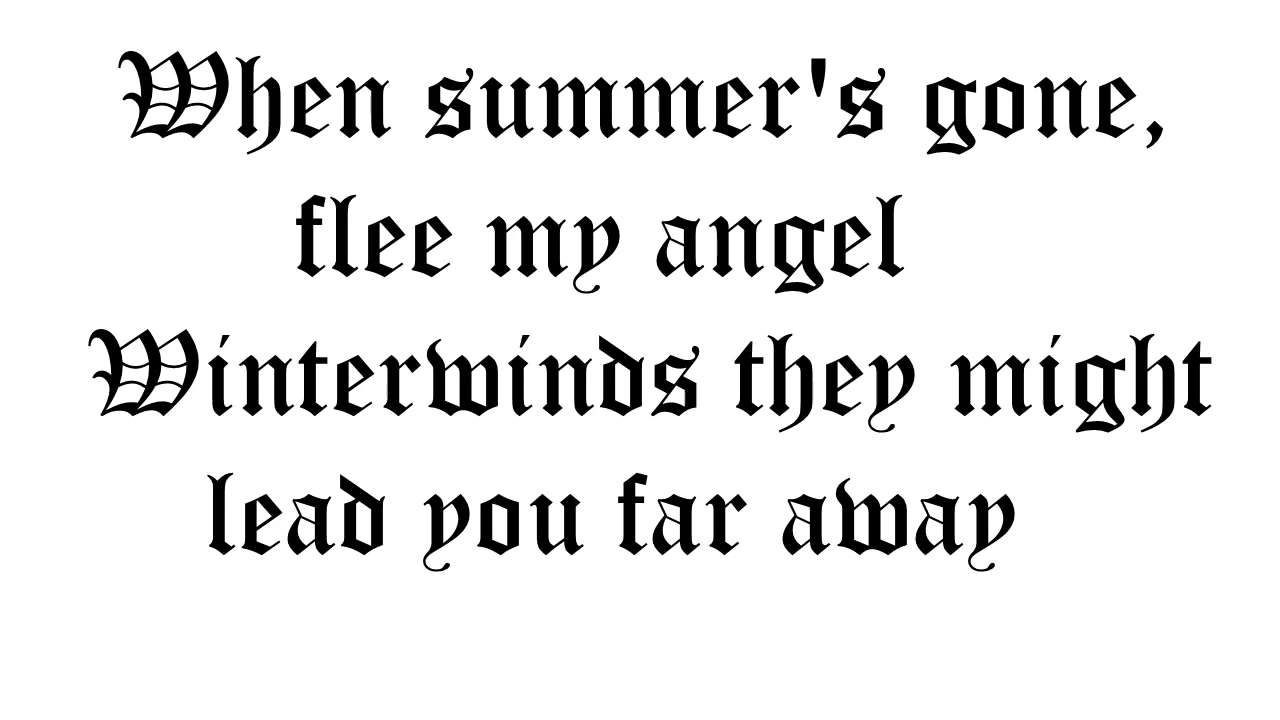 When summer's gone,
flee my angel
Winterwinds they might
lead you far away